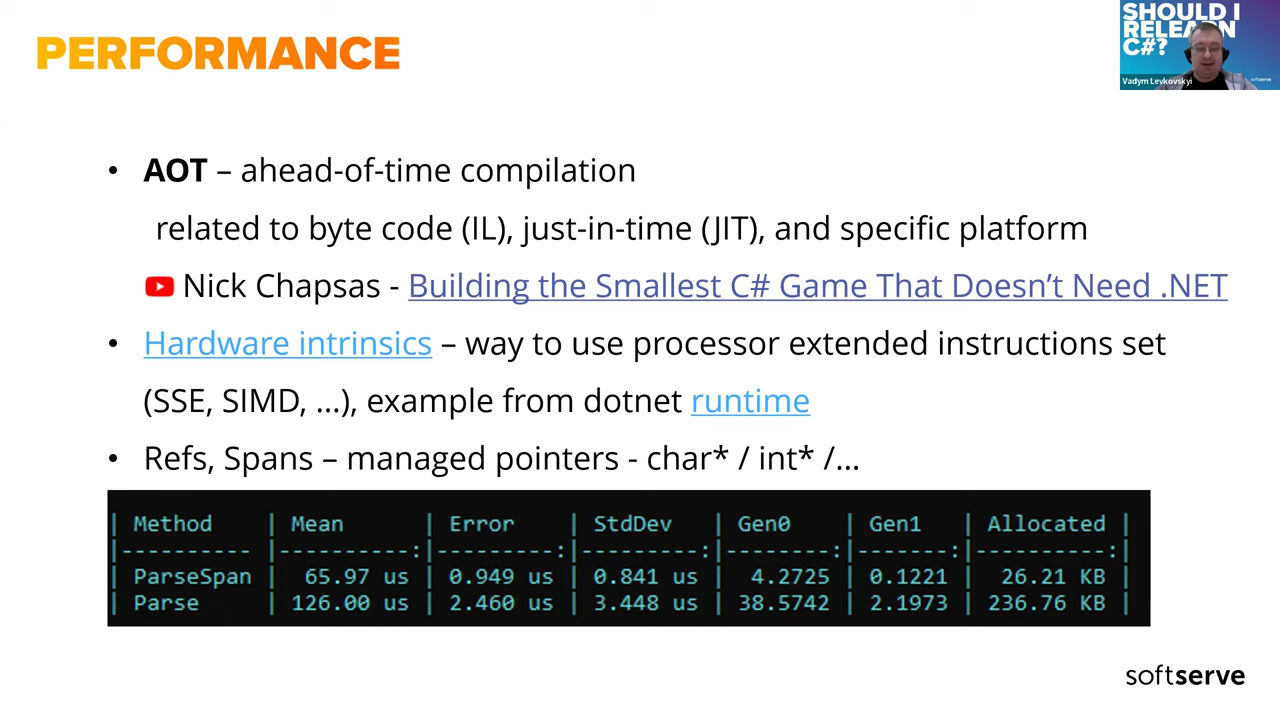 PERFORMANCE
SHOULD I
RELEARN
C#?
Vadym Levkovskyi
softserve
• AOT – ahead-of-time compilation
related to byte code (IL), just-in-time (JIT), and specific platform
Nick Chapsas - Building the Smallest C# Game That Doesn’t Need .NET
• Hardware intrinsics – way to use processor extended instructions set
(SSE, SIMD, …), example from dotnet runtime
• Refs, Spans – managed pointers - char* / int* /…
| Method | Mean | Error | StdDev | Gen0 | Gen1 | Allocated |
|---------- |----------:|---------:|---------:|--------:|-------:|----------:|
| ParseSpan | 65.97 us | 0.949 us | 0.841 us | 4.2725 | 0.1221 | 26.21 KB |
| Parse | 126.00 us | 2.460 us | 3.448 us | 38.5742 | 2.1973 | 236.76 KB |
softserve